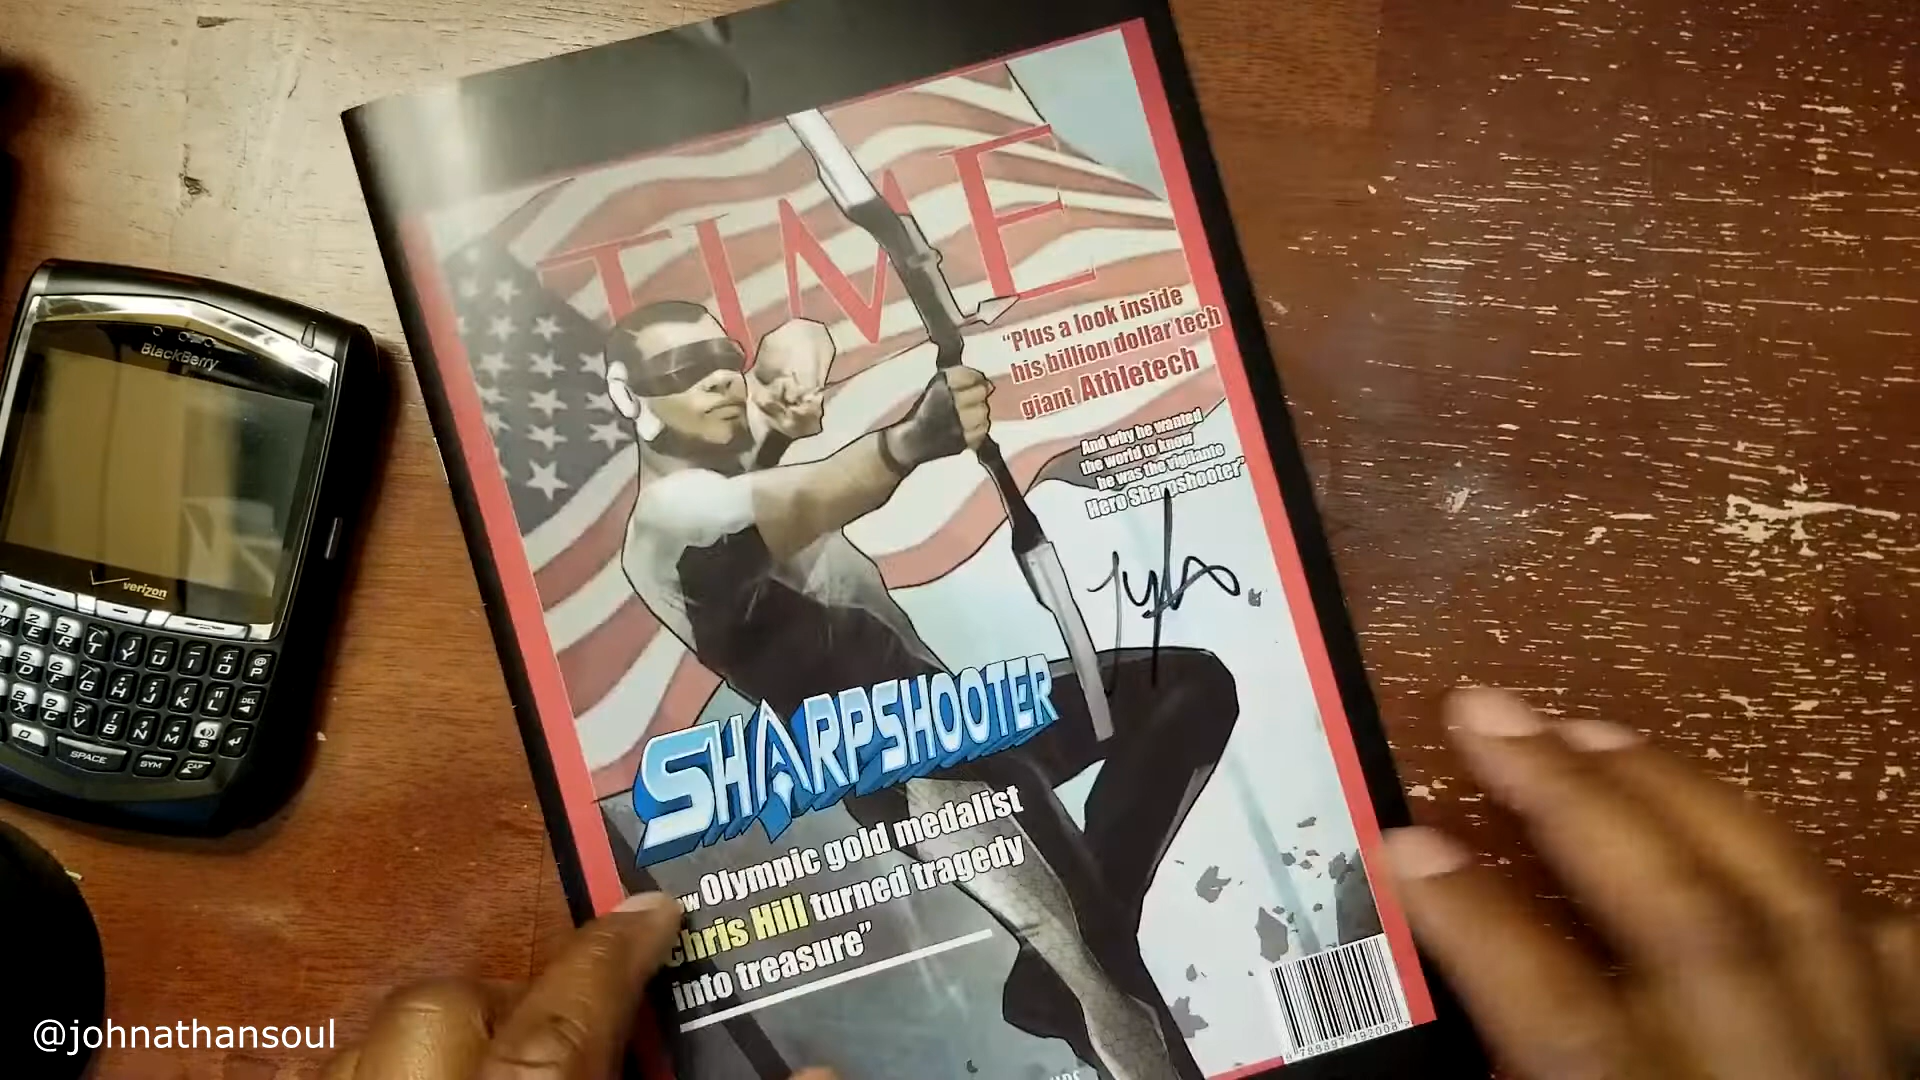 TIME
"Plus a look inside
his billion dollar tech
giant Athletech
And why he wanted
the world to know
he was the vigilante
Hero Sharpshooter"
SHARPSHOOTER
Olympic gold medalist
Chris Hill turned tragedy
into treasure"
BlackBerry
verizon
SPACE
SYM
@johnathansoul